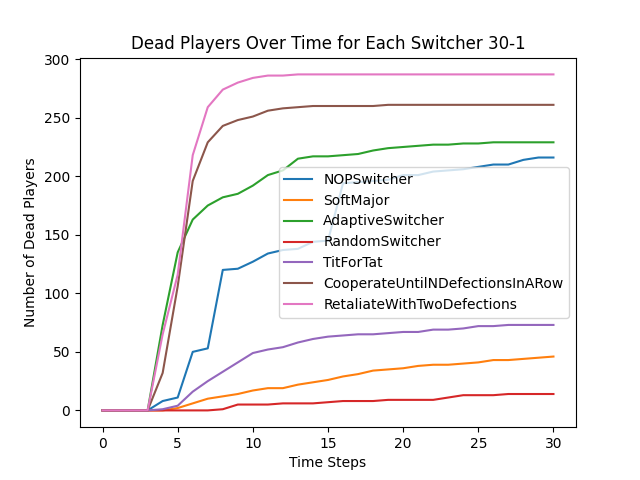 Dead Players Over Time for Each Switcher 30-1
Number of Dead Players
300
250
200
150
100
50
0
NOPSwitcher
SoftMajor
AdaptiveSwitcher
RandomSwitcher
TitForTat
CooperateUntilNDefectionsInARow
RetaliateWithTwoDefections
0 5 10 15 20 25 30
Time Steps